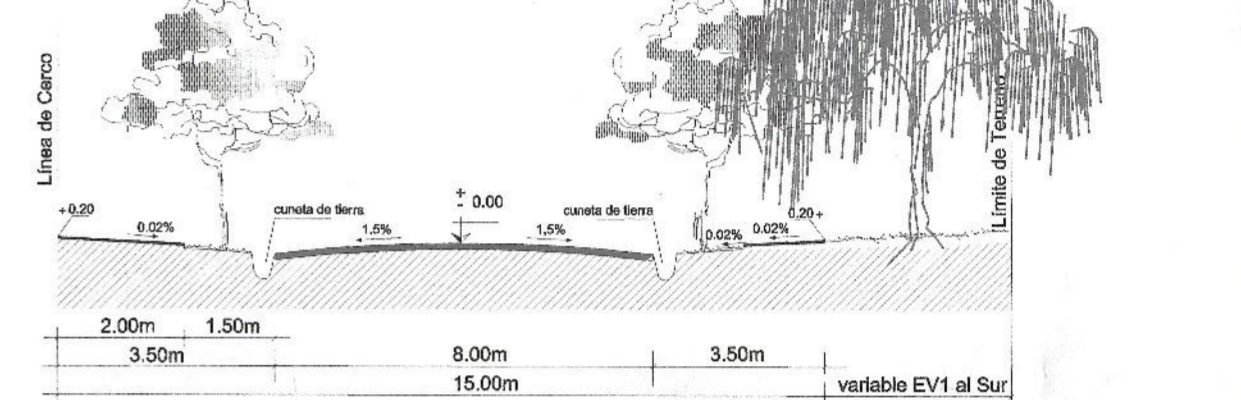 Línea de Cerco
Límite de Terreno
+0.20
0.02%
cuneta de tierra
1,5%
+
- 0.00
1,5%
cuneta de tierra
0.02%
0.02%
0.20+
2.00m
1.50m
3.50m
8.00m
3.50m
15.00m
variable EV1 al Sur